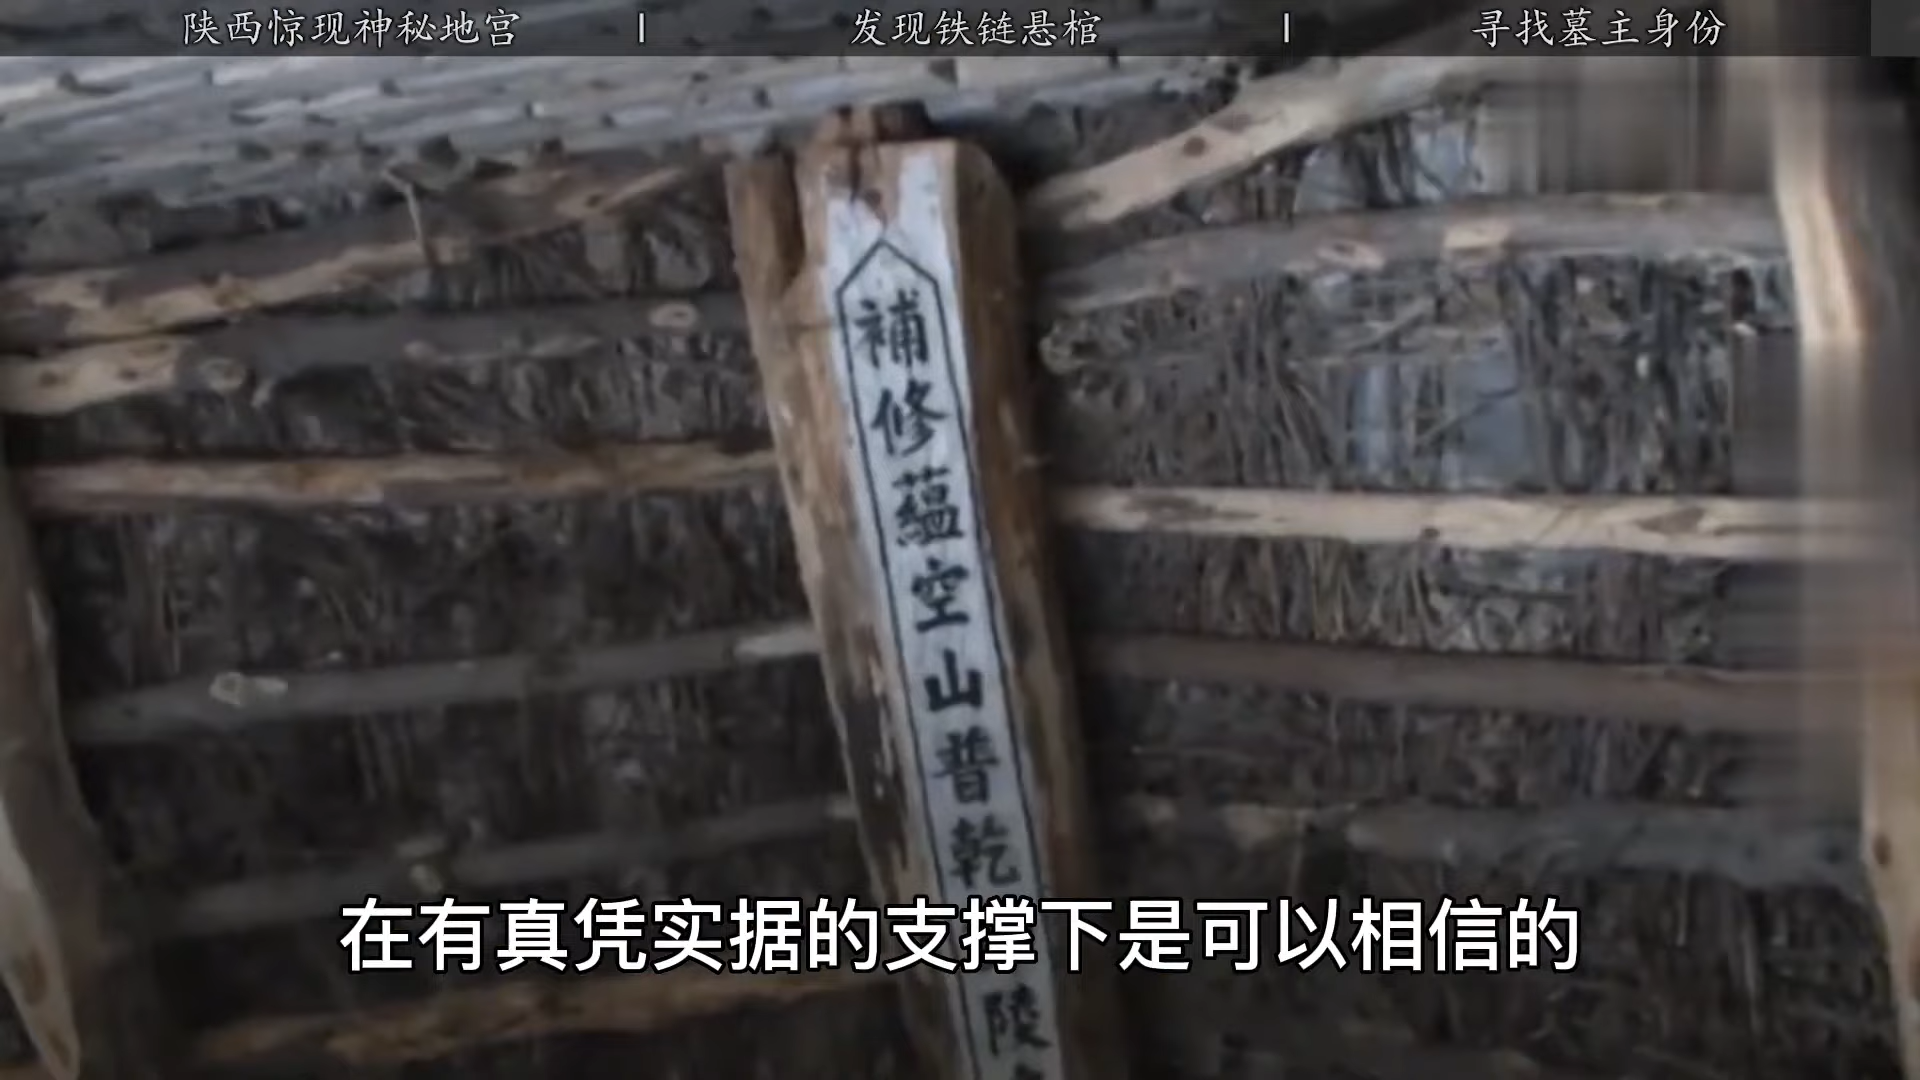 陕西惊现神秘地宫 | 发现铁链悬棺 | 寻找墓主身份
補修蘊空山普乾
陵
在有真凭实据的支撑下是可以相信的